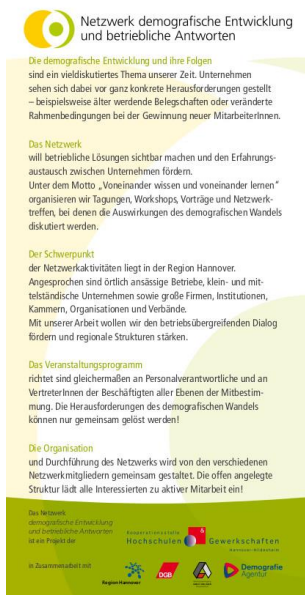 Netzwerk demografische Entwicklung
und betriebliche Antworten
Die demografische Entwicklung und ihre Folgen
sind ein vieldiskutiertes Thema unserer Zeit. Unternehmen
sehen sich dabei vor ganz konkrete Herausforderungen gestellt
– beispielsweise älter werdende Belegschaften oder veränderte
Rahmenbedingungen bei der Gewinnung neuer MitarbeiterInnen.
Das Netzwerk
will betriebliche Lösungen sichtbar machen und den Erfahrungs-
austausch zwischen Unternehmen fördern.
Unter dem Motto „Voneinander wissen und voneinander lernen“
organisieren wir Tagungen, Workshops, Vorträge und Netzwerk-
treffen, bei denen die Auswirkungen des demografischen Wandels
diskutiert werden.
Der Schwerpunkt
der Netzwerkaktivitäten liegt in der Region Hannover.
Angesprochen sind örtlich ansässige Betriebe, klein- und mit-
telständische Unternehmen sowie große Firmen, Institutionen,
Kammern, Organisationen und Verbände.
Mit unserer Arbeit wollen wir den betriebsübergreifenden Dialog
fördern und regionale Strukturen stärken.
Das Veranstaltungsprogramm
richtet sind gleichermaßen an Personalverantwortliche und an
VertreterInnen der Beschäftigten aller Ebenen der Mitbestim-
mung. Die Herausforderungen des demografischen Wandels
können nur gemeinsam gelöst werden!
Die Organisation
und Durchführung des Netzwerks wird von den verschiedenen
Netzwerkmitgliedern gemeinsam gestaltet. Die offen angelegte
Struktur lädt alle Interessierten zu aktiver Mitarbeit ein!
Das Netzwerk
demografische Entwicklung
und betriebliche Antworten
ist ein Projekt der
Kooperationsstelle
Hochschulen & Gewerkschaften
Hannover-Hildesheim
in Zusammenarbeit mit
Region Hannover
DGB
Demografie
Agentur